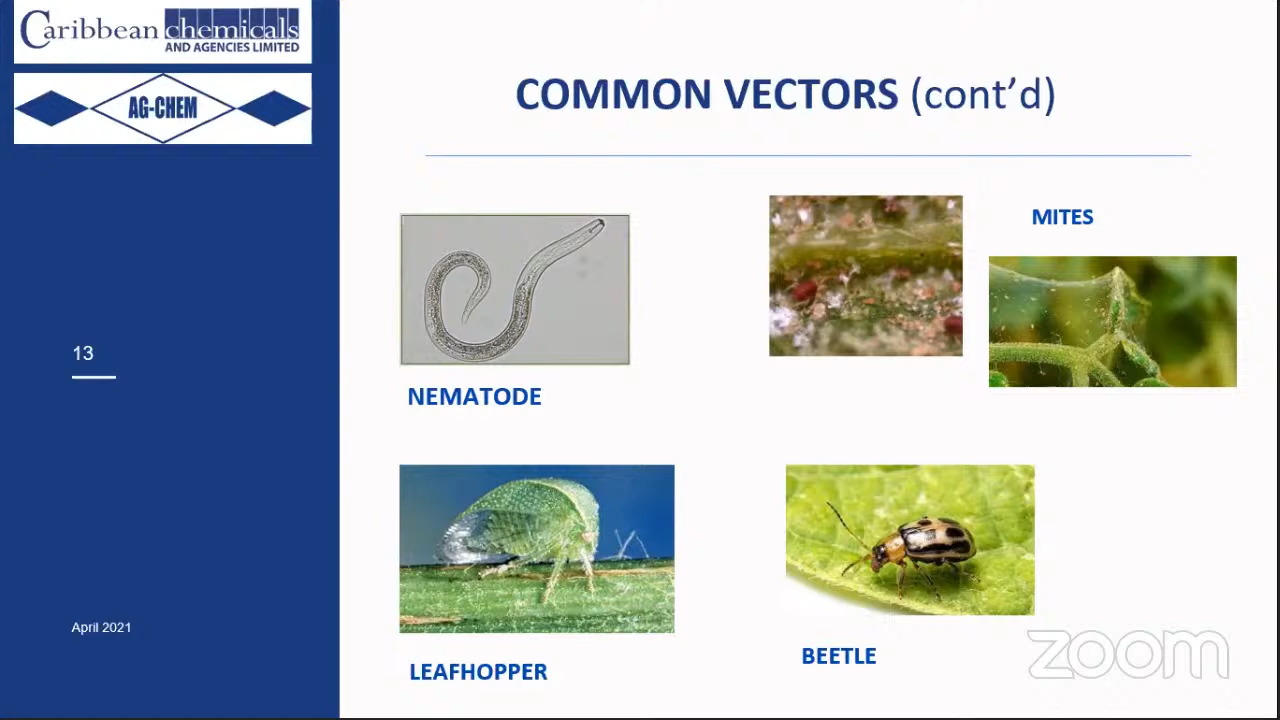 Caribbean chemicals
AND AGENCIES LIMITED
AG-CHEM
COMMON VECTORS (cont’d)
MITES
13
NEMATODE
LEAFHOPPER
BEETLE
April 2021
zoom